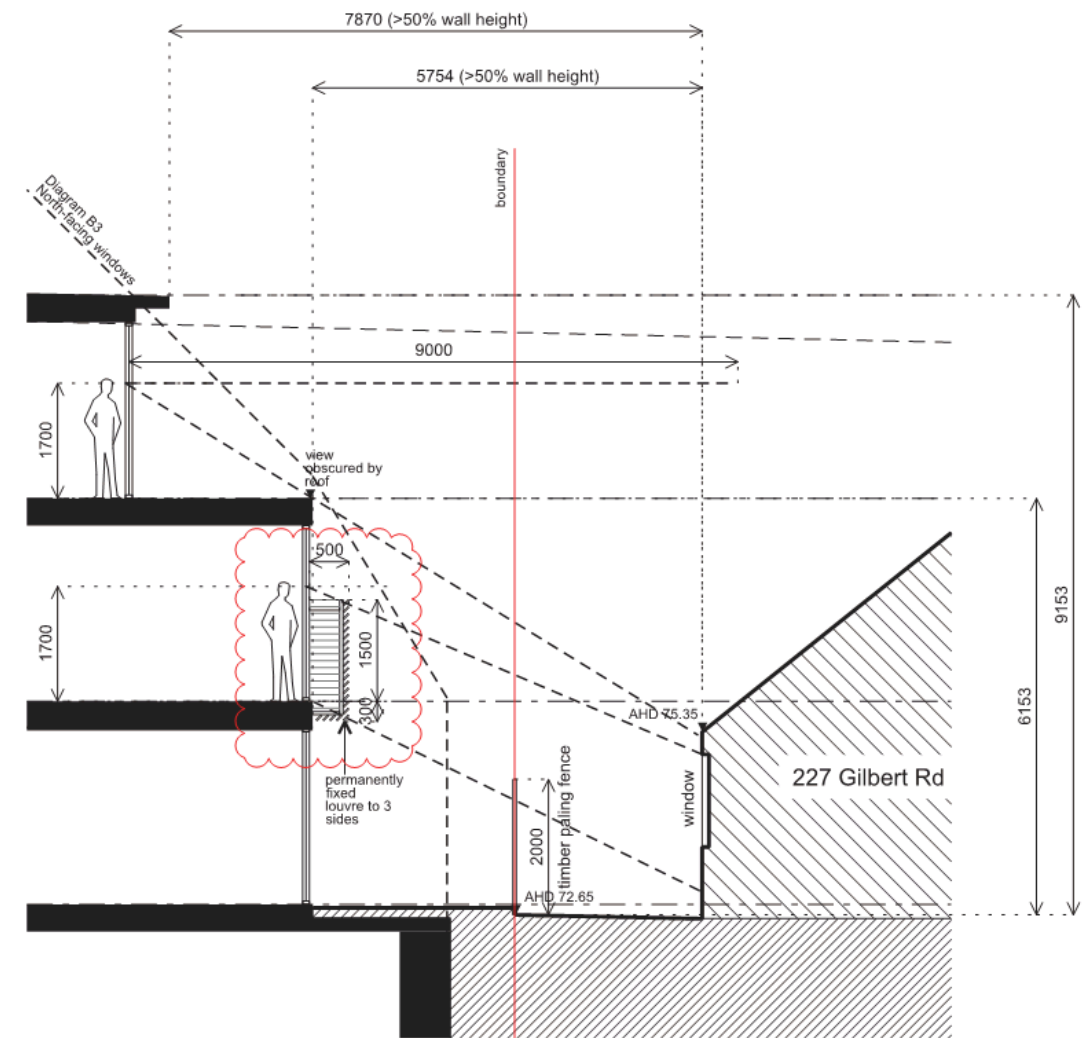 7870 (>50% wall height)
5754 (>50% wall height)
boundary
Diagram B3
North-facing windows
9000
1700
view
obscured by
roof
500
1700
1500
300
9153
6153
AHD 75.35
227 Gilbert Rd
window
permanently
fixed
louvre to 3
sides
2000
timber paling fence
AHD 72.65